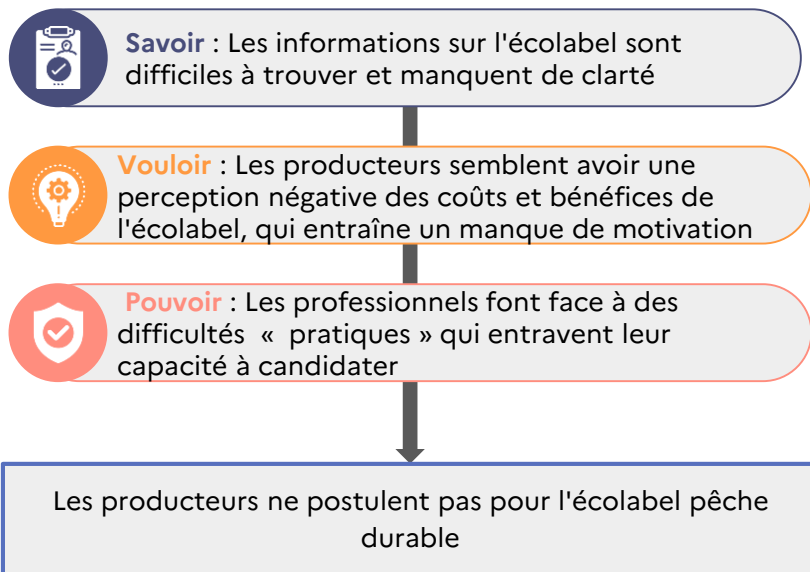 Savoir : Les informations sur l'écolabel sont
difficiles à trouver et manquent de clarté
Vouloir : Les producteurs semblent avoir une
perception négative des coûts et bénéfices de
l'écolabel, qui entraîne un manque de motivation
Pouvoir : Les professionnels font face à des
difficultés « pratiques » qui entravent leur
capacité à candidater
Les producteurs ne postulent pas pour l'écolabel pêche
durable